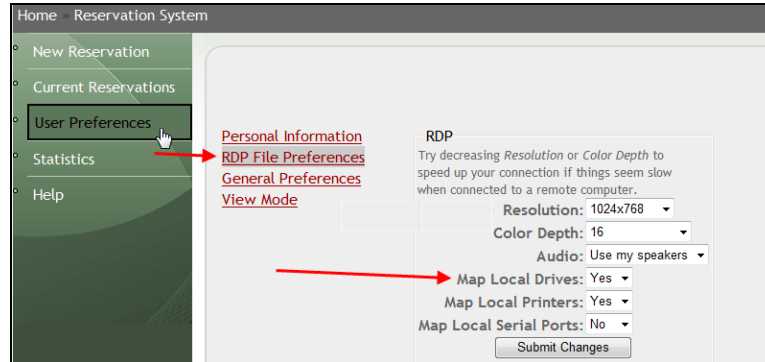 Home » Reservation System
New Reservation
Current Reservations
User Preferences
Statistics
Help
Personal Information
RDP File Preferences
General Preferences
View Mode
RDP
Try decreasing Resolution or Color Depth to
speed up your connection if things seem slow
when connected to a remote computer.
Resolution: 1024x768
Color Depth: 16
Audio: Use my speakers
Map Local Drives: Yes
Map Local Printers: Yes
Map Local Serial Ports: No
Submit Changes